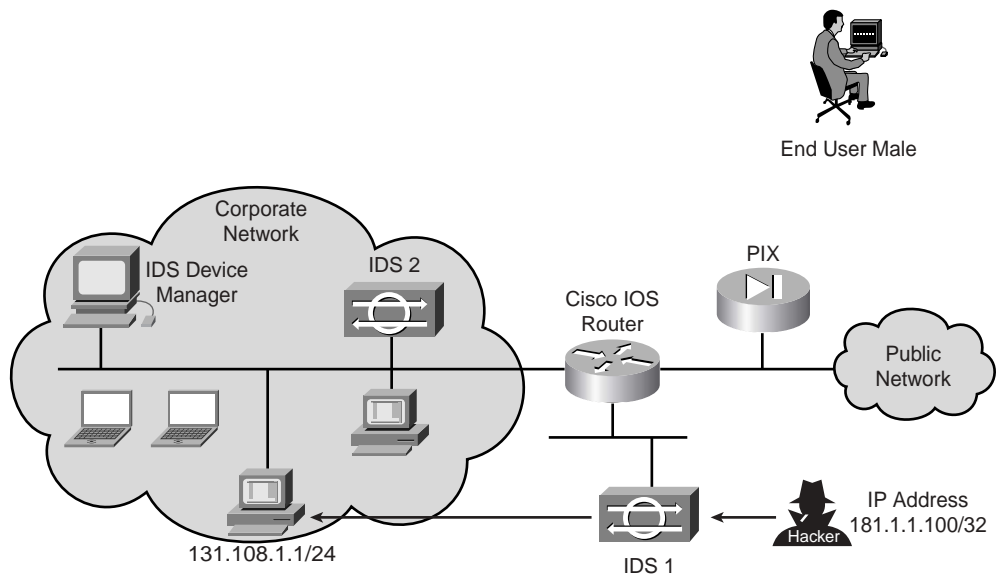 End User Male
Corporate
Network
IDS Device
Manager
IDS 2
PIX
Cisco IOS
Router
Public
Network
IP Address
181.1.1.100/32
Hacker
131.108.1.1/24
IDS 1